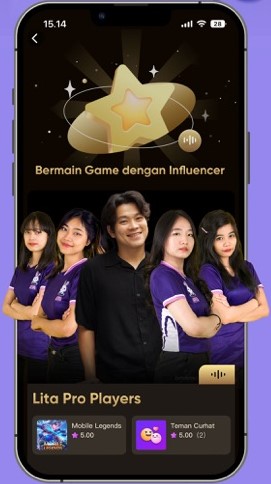 15.14
28
Bermain Game dengan Influencer
Lita Pro Players
Mobile Legends
5.00
Teman Curhat
5.00 (2)